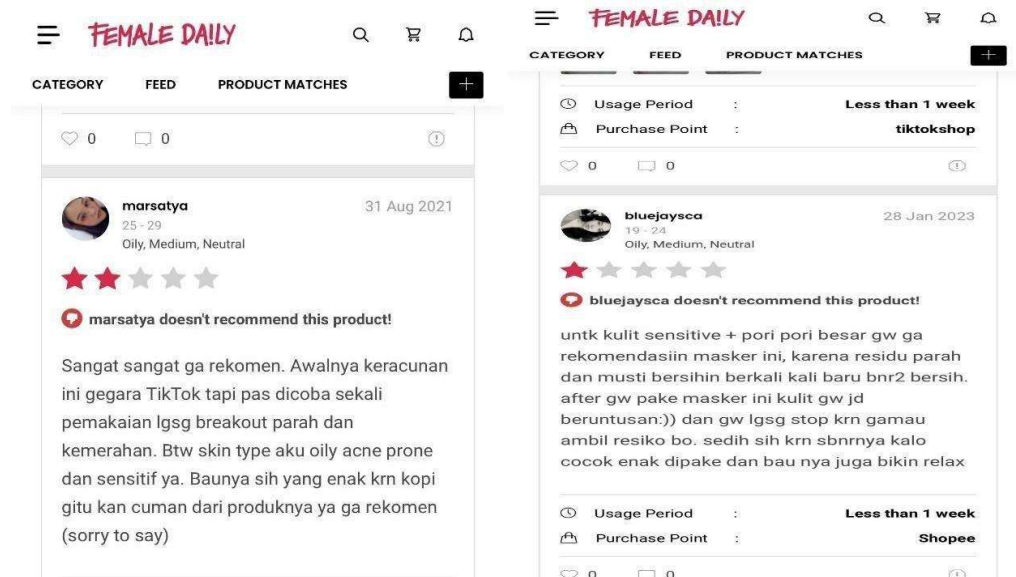 FEMALE DAILY
CATEGORY FEED PRODUCT MATCHES +
0 0
marsatya 31 Aug 2021
25 - 29
Oily, Medium, Neutral
marsatya doesn't recommend this product!
Sangat sangat ga rekomen. Awalnya keracunan
ini gegara TikTok tapi pas dicoba sekali
pemakaian lgsg breakout parah dan
kemerahan. Btw skin type aku oily acne prone
dan sensitif ya. Baunya sih yang enak krn kopi
gitu kan cuman dari produknya ya ga rekomen
(sorry to say)
FEMALE DAILY
CATEGORY FEED PRODUCT MATCHES +
Usage Period : Less than 1 week
Purchase Point : tiktokshop
0 0
bluejaysca 28 Jan 2023
19 - 24
Oily, Medium, Neutral
bluejaysca doesn't recommend this product!
untk kulit sensitive + pori pori besar gw ga
rekomendasiin masker ini, karena residu parah
dan musti bersihin berkali kali baru bnr2 bersih.
after gw pake masker ini kulit gw jd
beruntusan:)) dan gw lgsg stop krn gamau
ambil resiko bo. sedih sih krn sbnrnya kalo
cocok enak dipake dan bau nya juga bikin relax
Usage Period : Less than 1 week
Purchase Point : Shopee
0 0